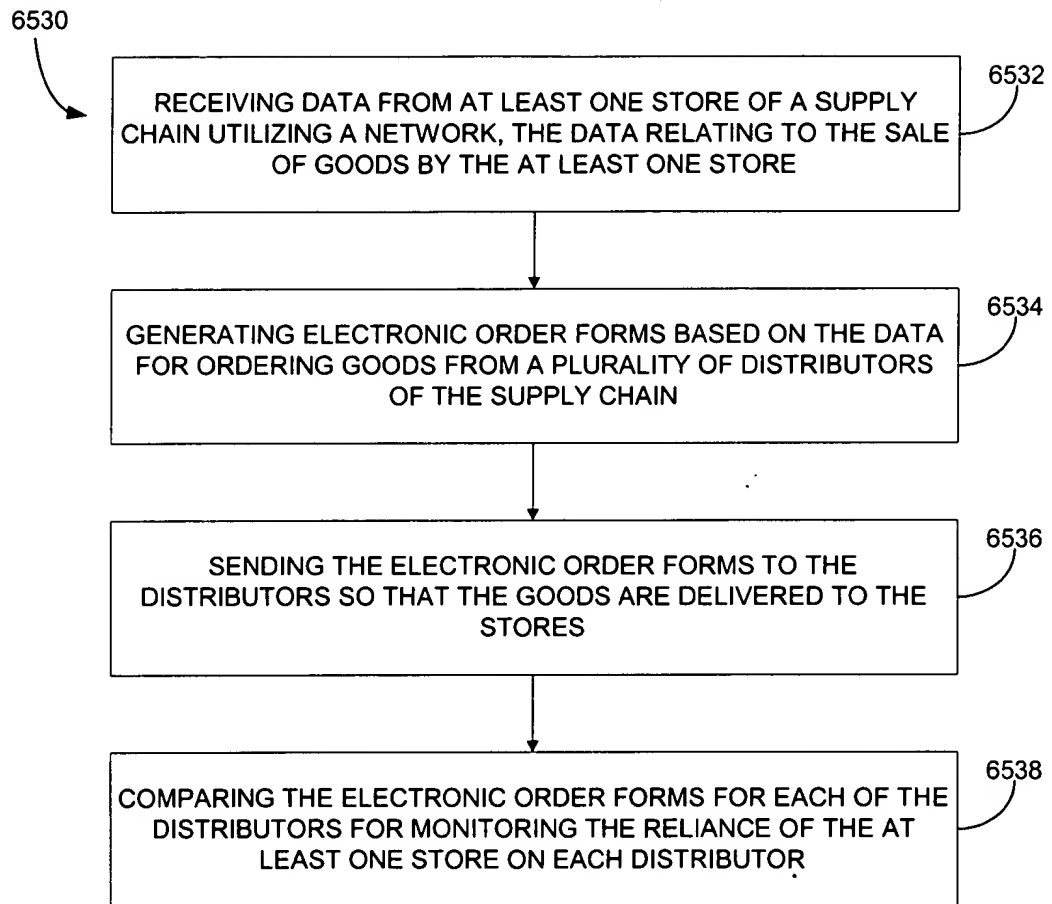 6530
6532
RECEIVING DATA FROM AT LEAST ONE STORE OF A SUPPLY
CHAIN UTILIZING A NETWORK, THE DATA RELATING TO THE SALE
OF GOODS BY THE AT LEAST ONE STORE
6534
GENERATING ELECTRONIC ORDER FORMS BASED ON THE DATA
FOR ORDERING GOODS FROM A PLURALITY OF DISTRIBUTORS
OF THE SUPPLY CHAIN
6536
SENDING THE ELECTRONIC ORDER FORMS TO THE
DISTRIBUTORS SO THAT THE GOODS ARE DELIVERED TO THE
STORES
6538
COMPARING THE ELECTRONIC ORDER FORMS FOR EACH OF THE
DISTRIBUTORS FOR MONITORING THE RELIANCE OF THE AT
LEAST ONE STORE ON EACH DISTRIBUTOR